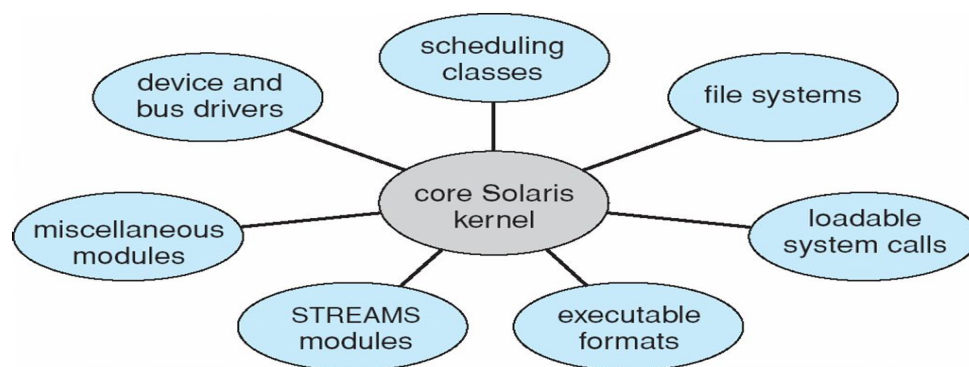 scheduling
classes
device and
bus drivers
file systems
core Solaris
kernel
miscellaneous
modules
loadable
system calls
STREAMS
modules
executable
formats